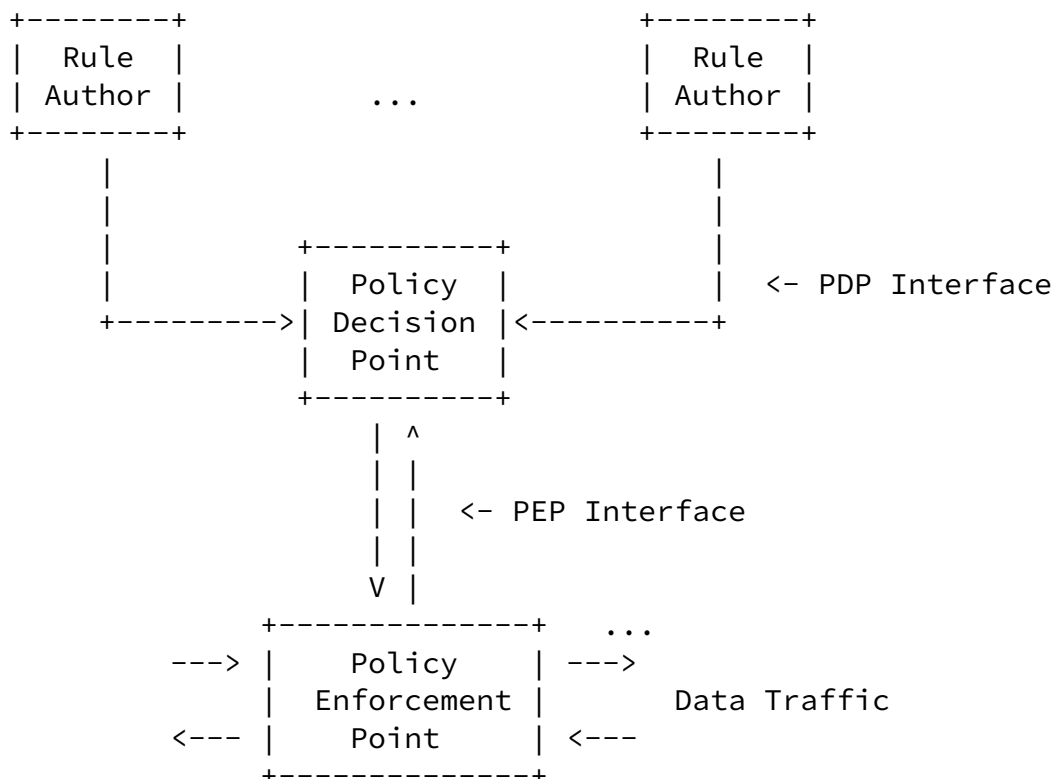 Rule Author
...
Rule Author
Policy Decision Point
<- PDP Interface
<- PEP Interface
...
Policy Enforcement Point
Data Traffic